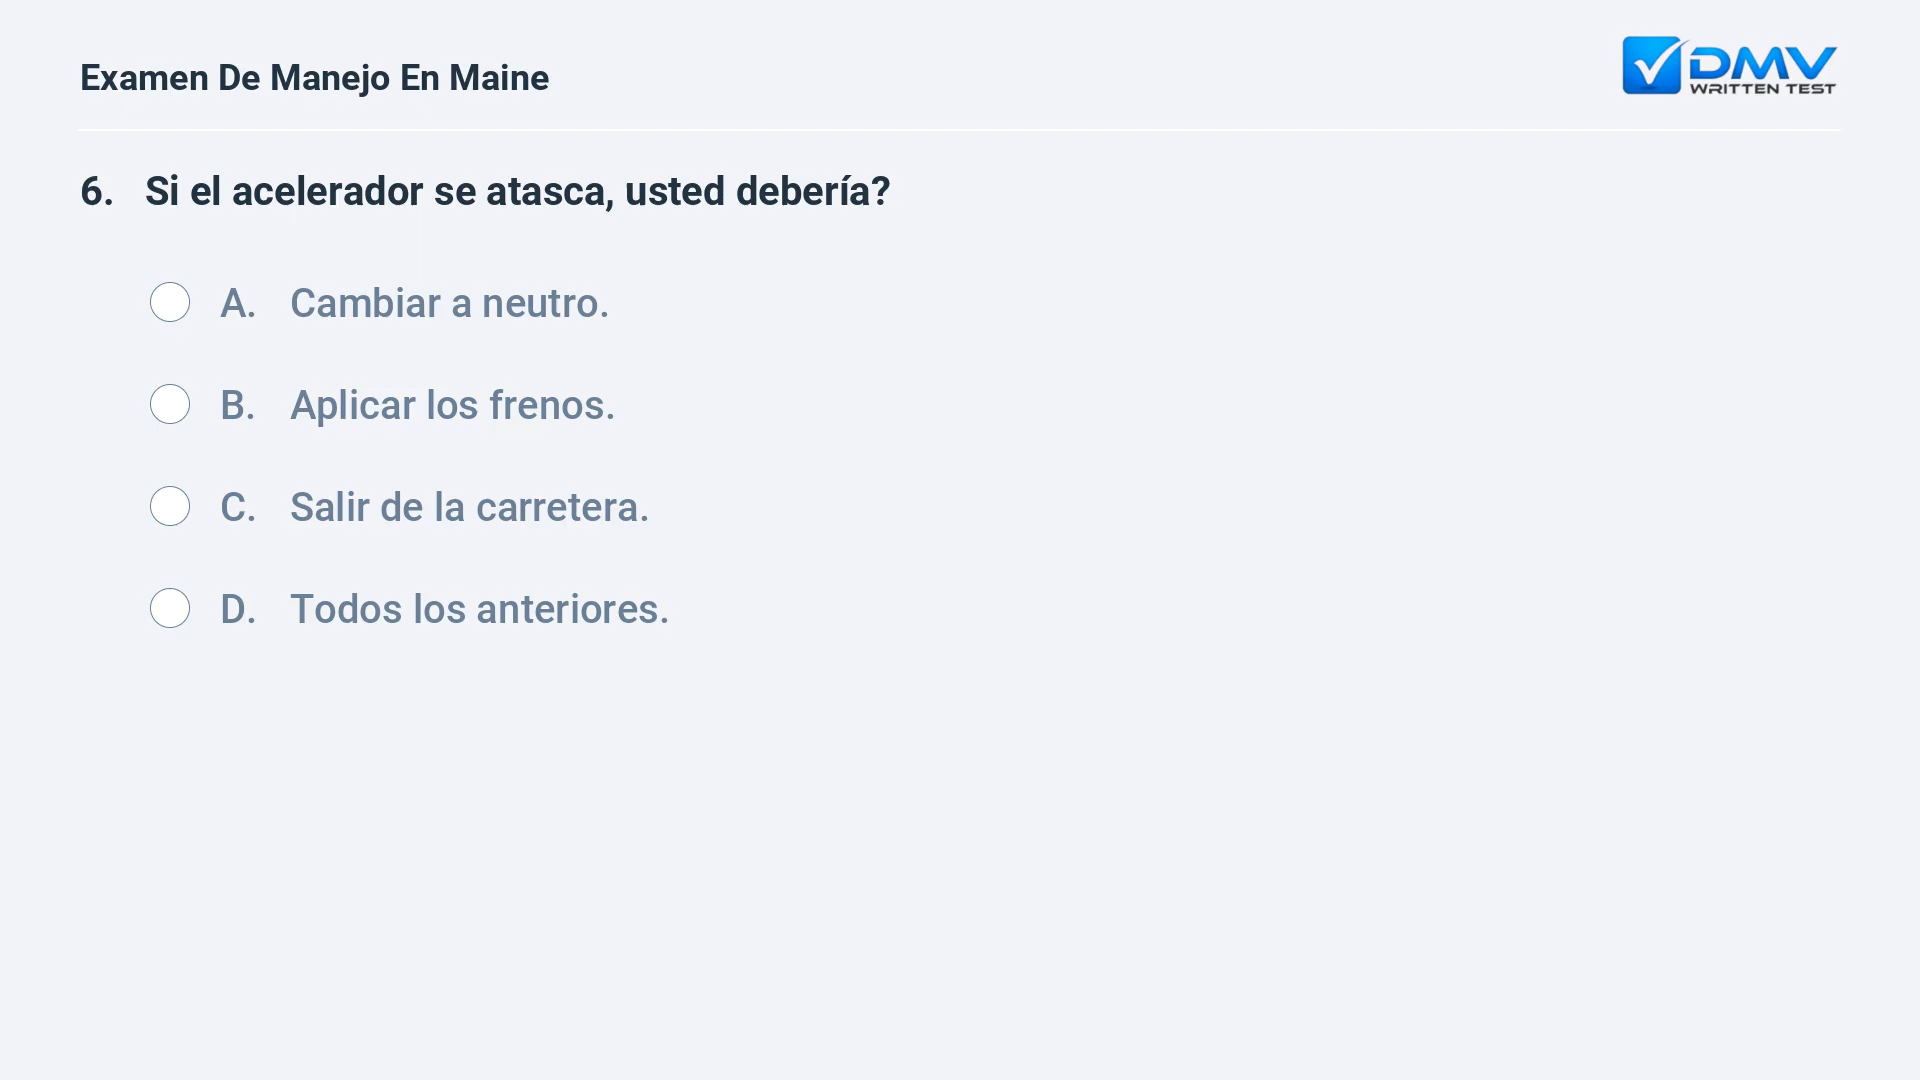 Examen De Manejo En Maine
DMV
WRITTEN TEST
6. Si el acelerador se atasca, usted debería?
A. Cambiar a neutro.
B. Aplicar los frenos.
C. Salir de la carretera.
D. Todos los anteriores.